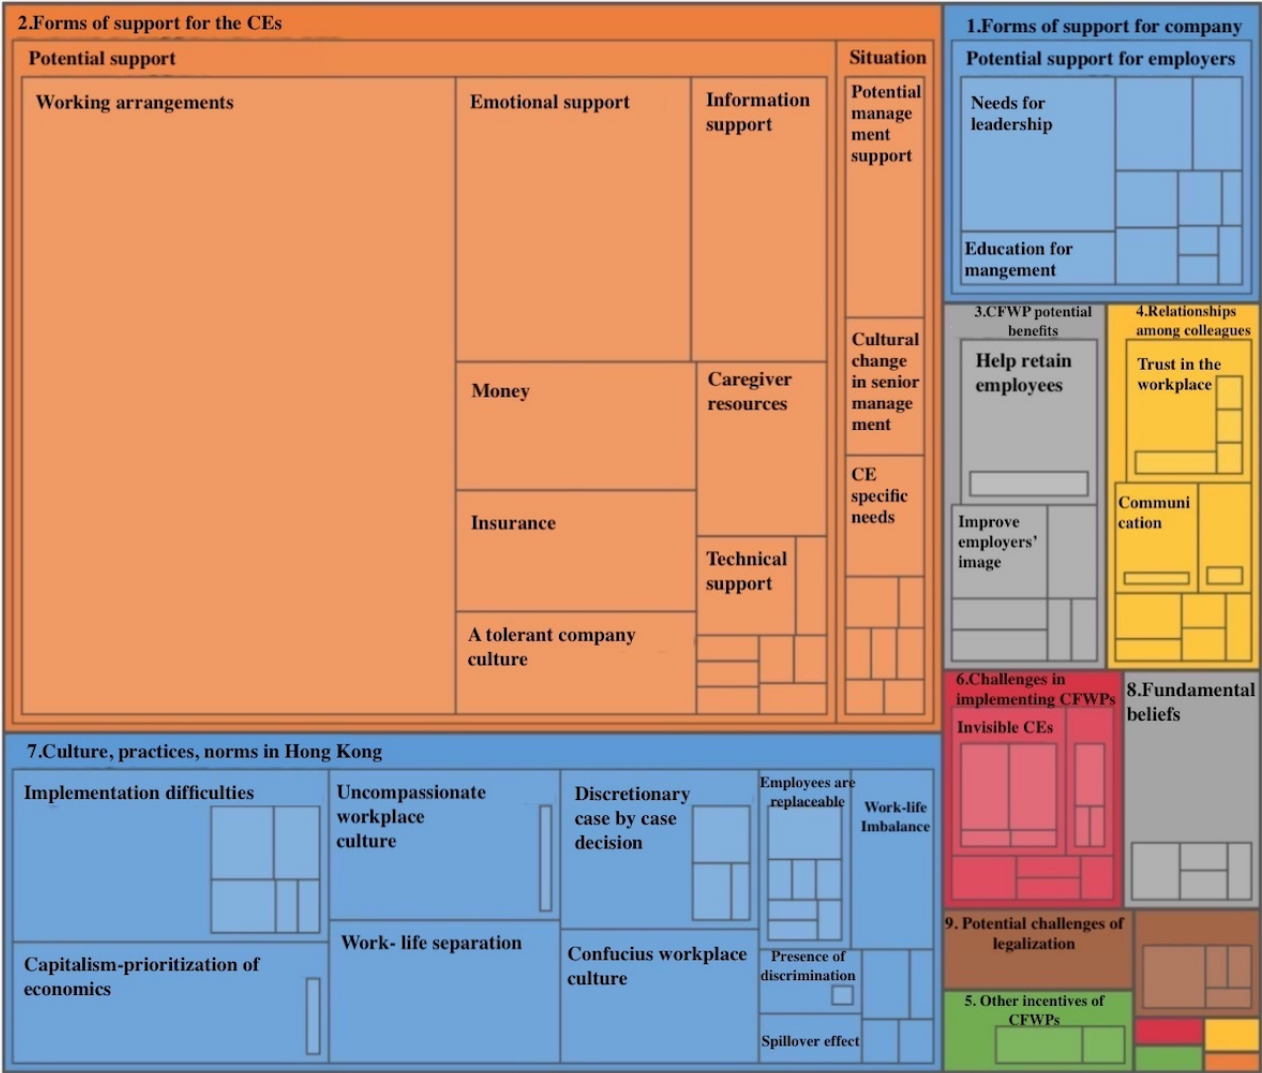 2.Forms of support for the CEs
Potential support
Working arrangements
Emotional support
Information
support
Money
Caregiver
resources
Insurance
Technical
support
A tolerant company
culture
Situation
Potential
manage
ment
support
Cultural
change
in senior
manage
ment
CE
specific
needs
1.Forms of support for company
Potential support for employers
Needs for
leadership
Education for
mangement
3.CFWP potential
benefits
Help retain
employees
Improve
employers’
image
4.Relationships
among colleagues
Trust in the
workplace
Communi
cation
7.Culture, practices, norms in Hong Kong
Implementation difficulties
Capitalism-prioritization of
economics
Uncompassionate
workplace
culture
Work- life separation
Discretionary
case by case
decision
Confucius workplace
culture
Employees are
replaceable
Work-life
Imbalance
Presence of
discrimination
Spillover effect
6.Challenges in
implementing CFWPs
Invisible CEs
8.Fundamental
beliefs
9. Potential challenges of
legalization
5. Other incentives of
CFWPs